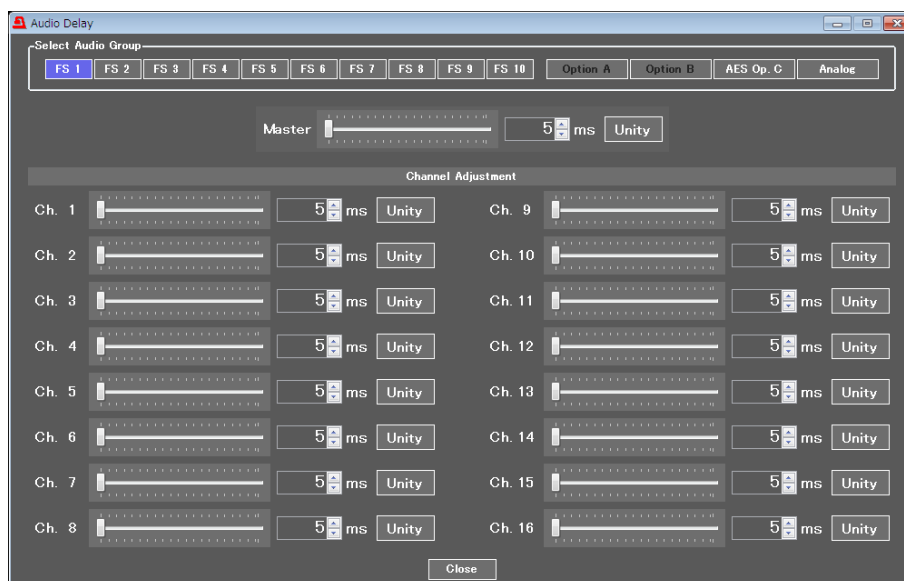 Audio Delay
Select Audio Group
FS 1 FS 2 FS 3 FS 4 FS 5 FS 6 FS 7 FS 8 FS 9 FS 10 Option A Option B AES Op. C Analog
Master 5 ms Unity
Channel Adjustment
Ch. 1 5 ms Unity Ch. 9 5 ms Unity
Ch. 2 5 ms Unity Ch. 10 5 ms Unity
Ch. 3 5 ms Unity Ch. 11 5 ms Unity
Ch. 4 5 ms Unity Ch. 12 5 ms Unity
Ch. 5 5 ms Unity Ch. 13 5 ms Unity
Ch. 6 5 ms Unity Ch. 14 5 ms Unity
Ch. 7 5 ms Unity Ch. 15 5 ms Unity
Ch. 8 5 ms Unity Ch. 16 5 ms Unity
Close